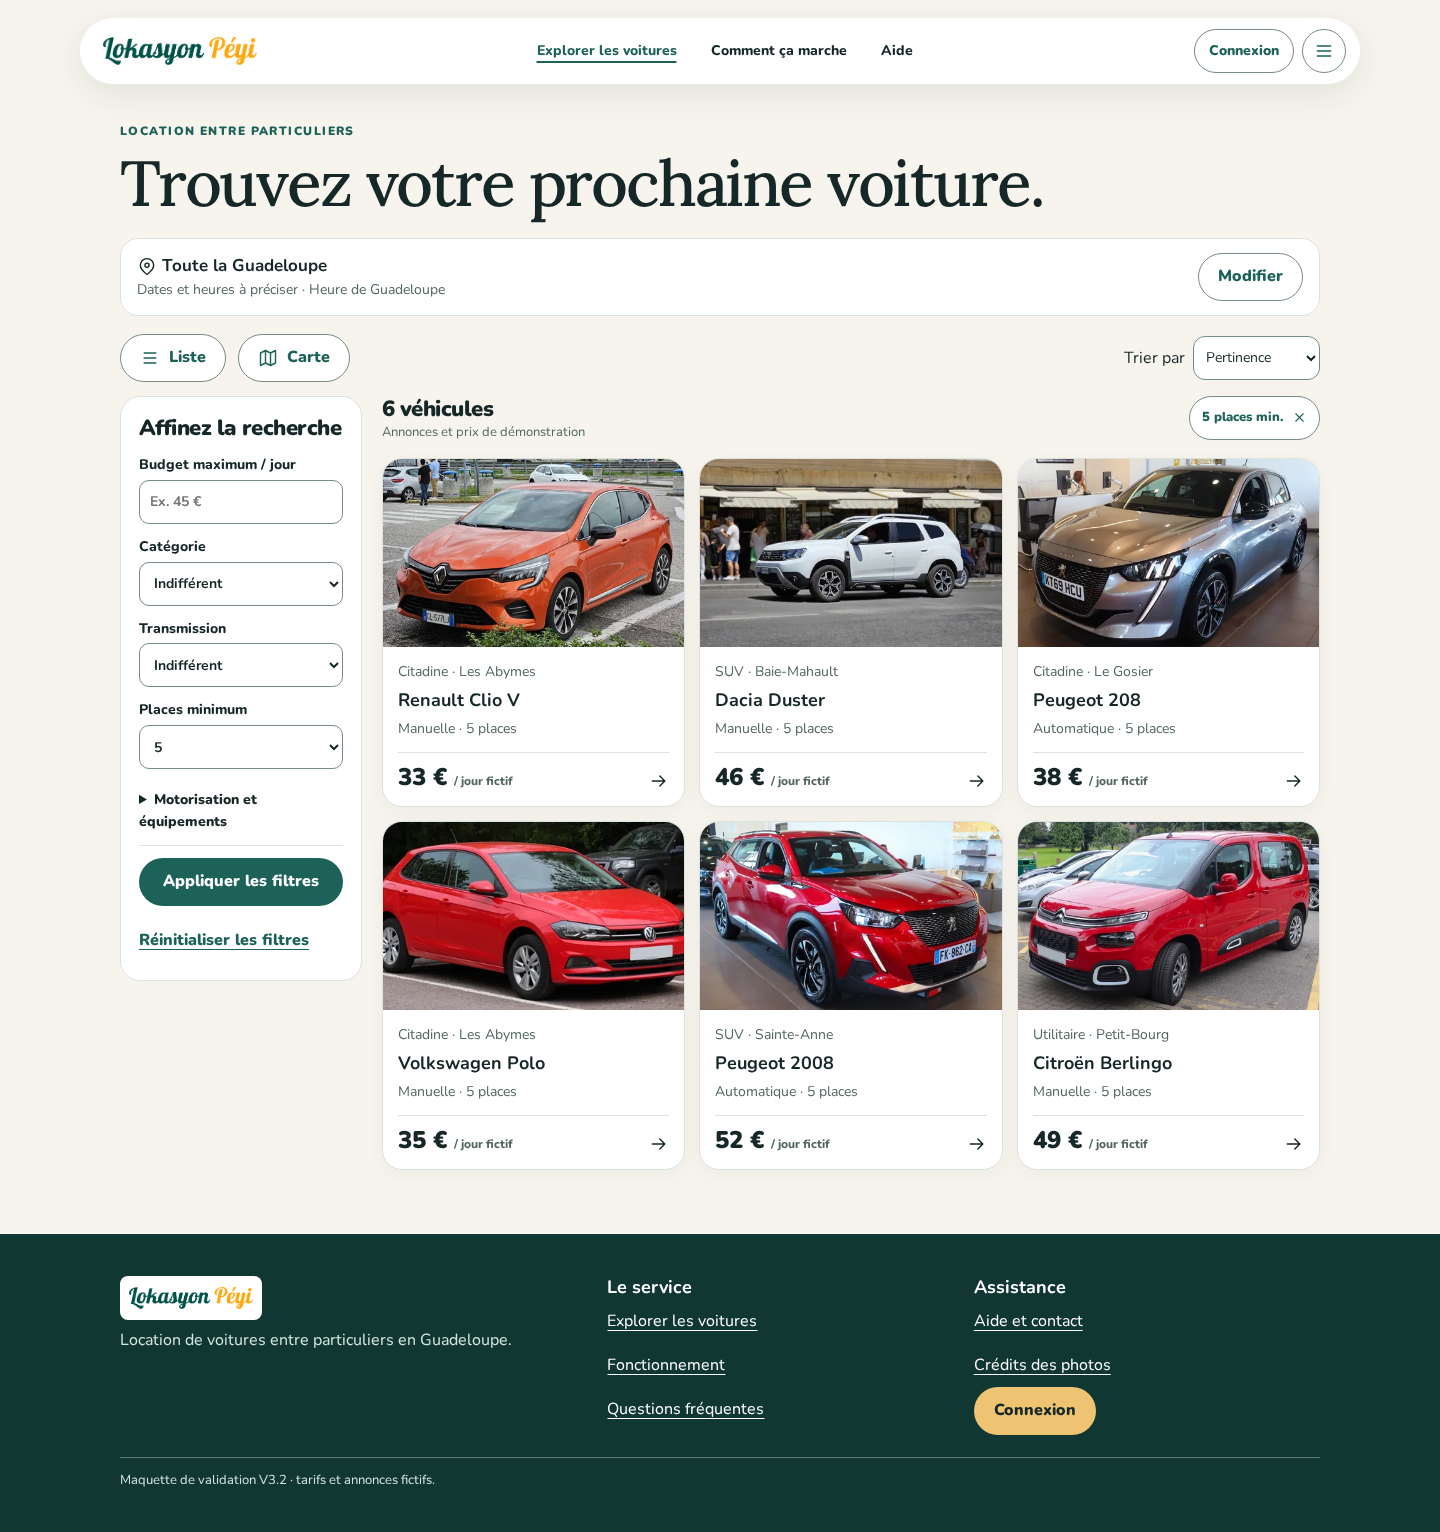 Lokasyon Péyi
Explorer les voitures
Comment ça marche
Aide
Connexion
LOCATION ENTRE PARTICULIERS
Trouvez votre prochaine voiture.
Toute la Guadeloupe
Dates et heures à préciser · Heure de Guadeloupe
Modifier
Liste
Carte
Trier par
Pertinence
Affinez la recherche
Budget maximum / jour
Ex. 45 €
Catégorie
Indifférent
Transmission
Indifférent
Places minimum
5
Motorisation et
équipements
Appliquer les filtres
Réinitialiser les filtres
6 véhicules
Annonces et prix de démonstration
5 places min.
Citadine · Les Abymes
Renault Clio V
Manuelle · 5 places
33 € / jour fictif
SUV · Baie-Mahault
Dacia Duster
Manuelle · 5 places
46 € / jour fictif
KT69 HCU
Citadine · Le Gosier
Peugeot 208
Automatique · 5 places
38 € / jour fictif
Citadine · Les Abymes
Volkswagen Polo
Manuelle · 5 places
35 € / jour fictif
FK-862-CA
SUV · Sainte-Anne
Peugeot 2008
Automatique · 5 places
52 € / jour fictif
Utilitaire · Petit-Bourg
Citroën Berlingo
Manuelle · 5 places
49 € / jour fictif
Lokasyon Péyi
Location de voitures entre particuliers en Guadeloupe.
Le service
Explorer les voitures
Fonctionnement
Questions fréquentes
Assistance
Aide et contact
Crédits des photos
Connexion
Maquette de validation V3.2 · tarifs et annonces fictifs.